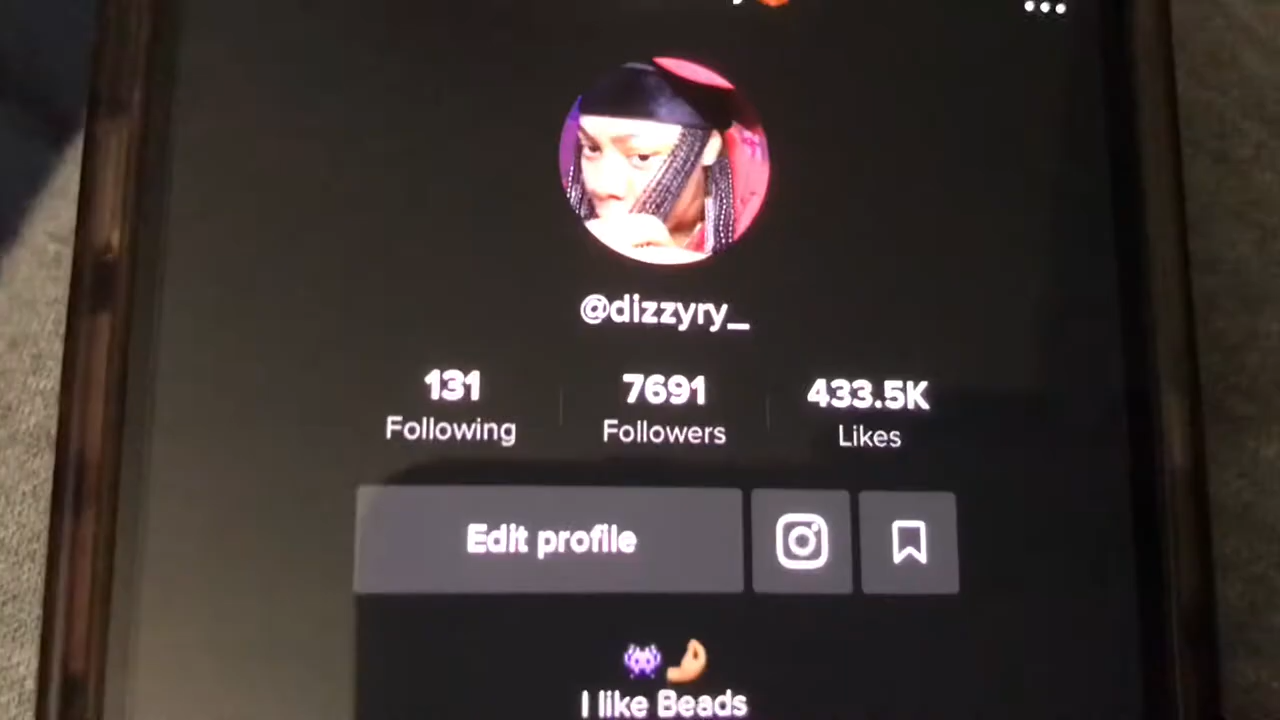 @dizzyry_
131 7691 433.5K
Following Followers Likes
Edit profile
I like Beads